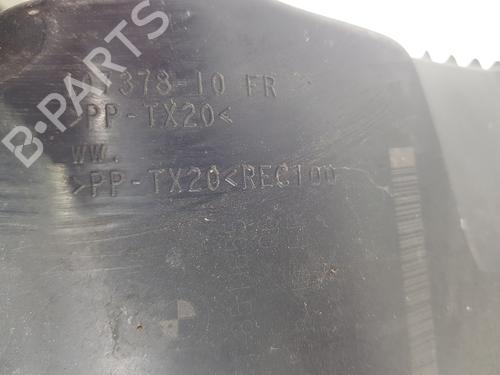 B-PARTS
378-10 FR
>PP-TX20<
WW.
>PP-TX20<REC100